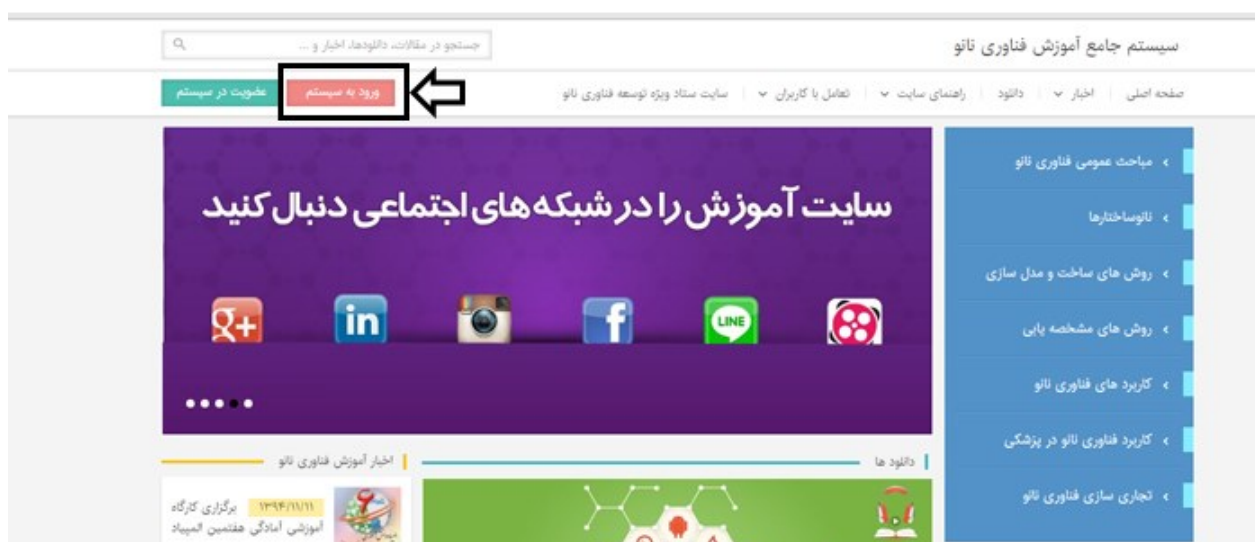 سیستم جامع آموزش فناوری نانو
جستجو در مقالات، دانلودها، اخبار و ...
صفحه اصلی
اخبار
دانلود
راهنمای سایت
تعامل با کاربران
سایت ستاد ویژه توسعه فناوری نانو
ورود به سیستم
عضویت در سیستم
مباحث عمومی فناوری نانو
نانوساختارها
روش های ساخت و مدل سازی
روش های مشخصه یابی
کاربرد های فناوری نانو
کاربرد فناوری نانو در پزشکی
تجاری سازی فناوری نانو
سایت آموزش را در شبکه های اجتماعی دنبال کنید
g+
in
f
LINE
دانلود ها
اخبار آموزش فناوری نانو
۱۳۹۴/۱۱/۱۱ برگزاری کارگاه
آموزشی آمادگی هفتمین المپیاد